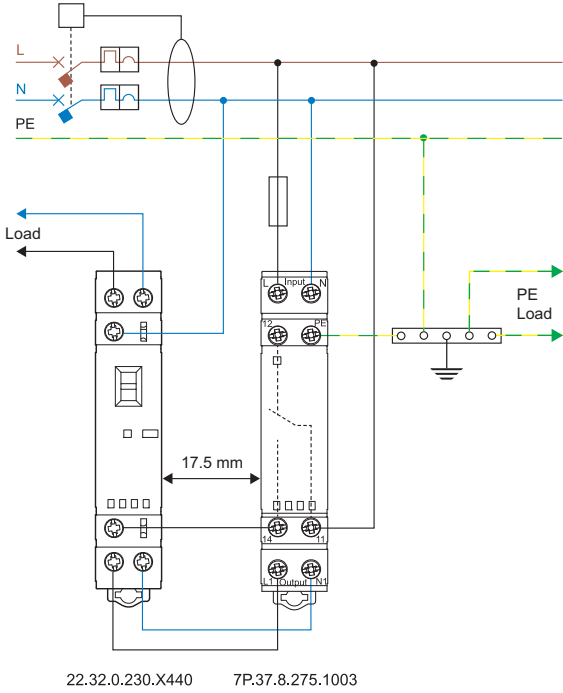 L
N
PE
Load
L Input N
12 PE
PE
Load
17.5 mm
14 11
L1 Output N1
22.32.0.230.X440 7P.37.8.275.1003